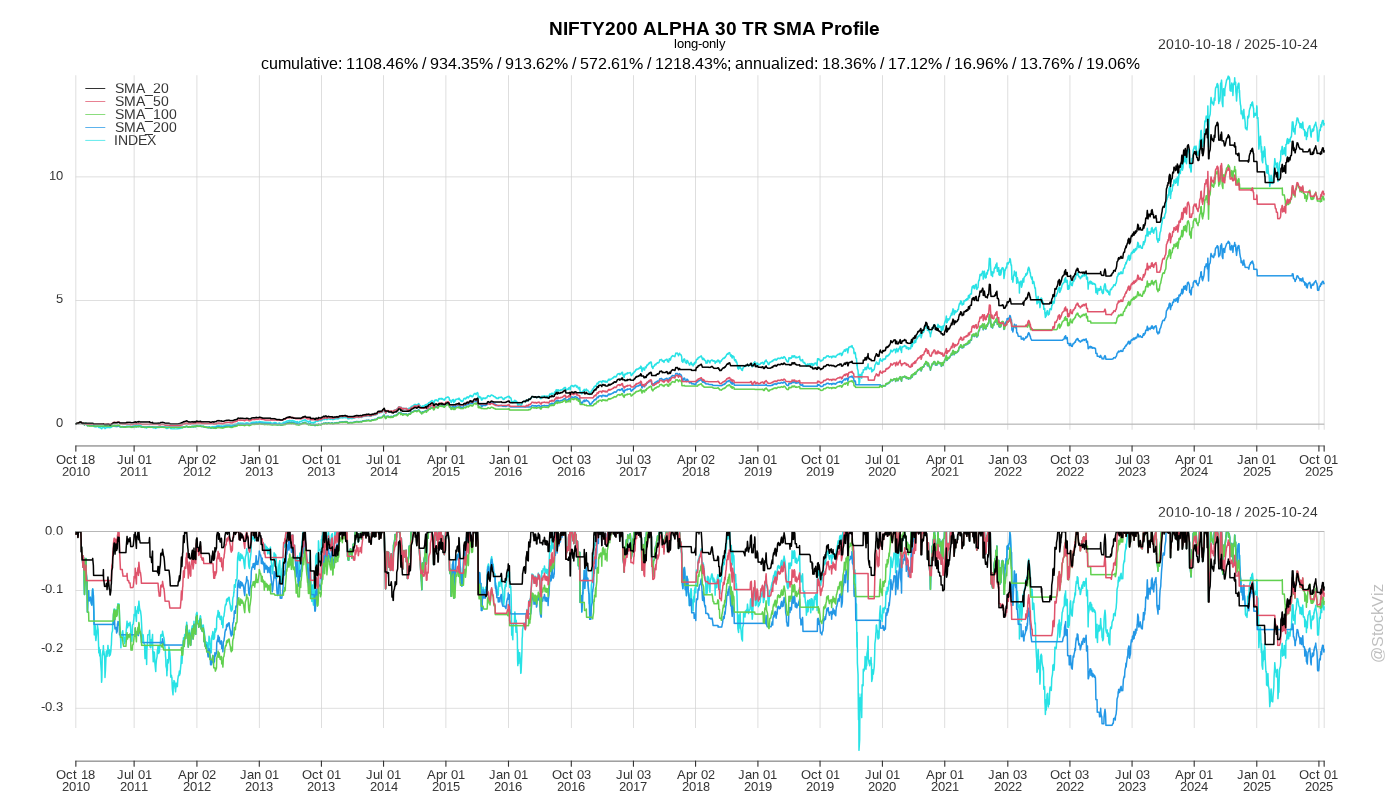 NIFTY200 ALPHA 30 TR SMA Profile
long-only
2010-10-18 / 2025-10-24
cumulative: 1108.46% / 934.35% / 913.62% / 572.61% / 1218.43%; annualized: 18.36% / 17.12% / 16.96% / 13.76% / 19.06%
SMA_20
SMA_50
SMA_100
SMA_200
INDEX
10
5
0
Oct 18 Jul 01 Apr 02 Jan 01 Oct 01 Jul 01 Apr 01 Jan 01 Oct 03 Jul 03 Apr 02 Jan 01 Oct 01 Jul 01 Apr 01 Jan 03 Oct 03 Jul 03 Apr 01 Jan 01 Oct 01
2010 2011 2012 2013 2013 2014 2015 2016 2016 2017 2018 2019 2019 2020 2021 2022 2022 2023 2024 2025 2025
2010-10-18 / 2025-10-24
0.0
-0.1
-0.2
-0.3
Oct 18 Jul 01 Apr 02 Jan 01 Oct 01 Jul 01 Apr 01 Jan 01 Oct 03 Jul 03 Apr 02 Jan 01 Oct 01 Jul 01 Apr 01 Jan 03 Oct 03 Jul 03 Apr 01 Jan 01 Oct 01
2010 2011 2012 2013 2013 2014 2015 2016 2016 2017 2018 2019 2019 2020 2021 2022 2022 2023 2024 2025 2025
@StockViz